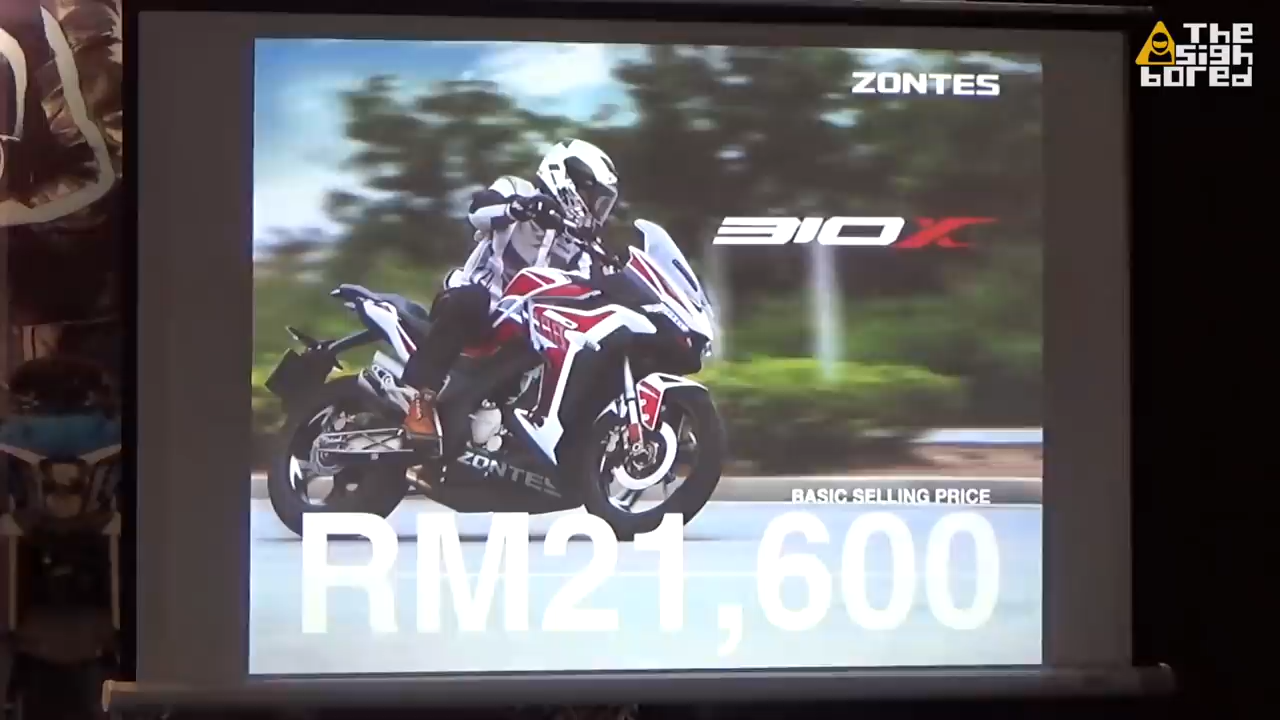 The
sigh
bored
ZONTES
310X
ZONTES
BASIC SELLING PRICE
RM21,600